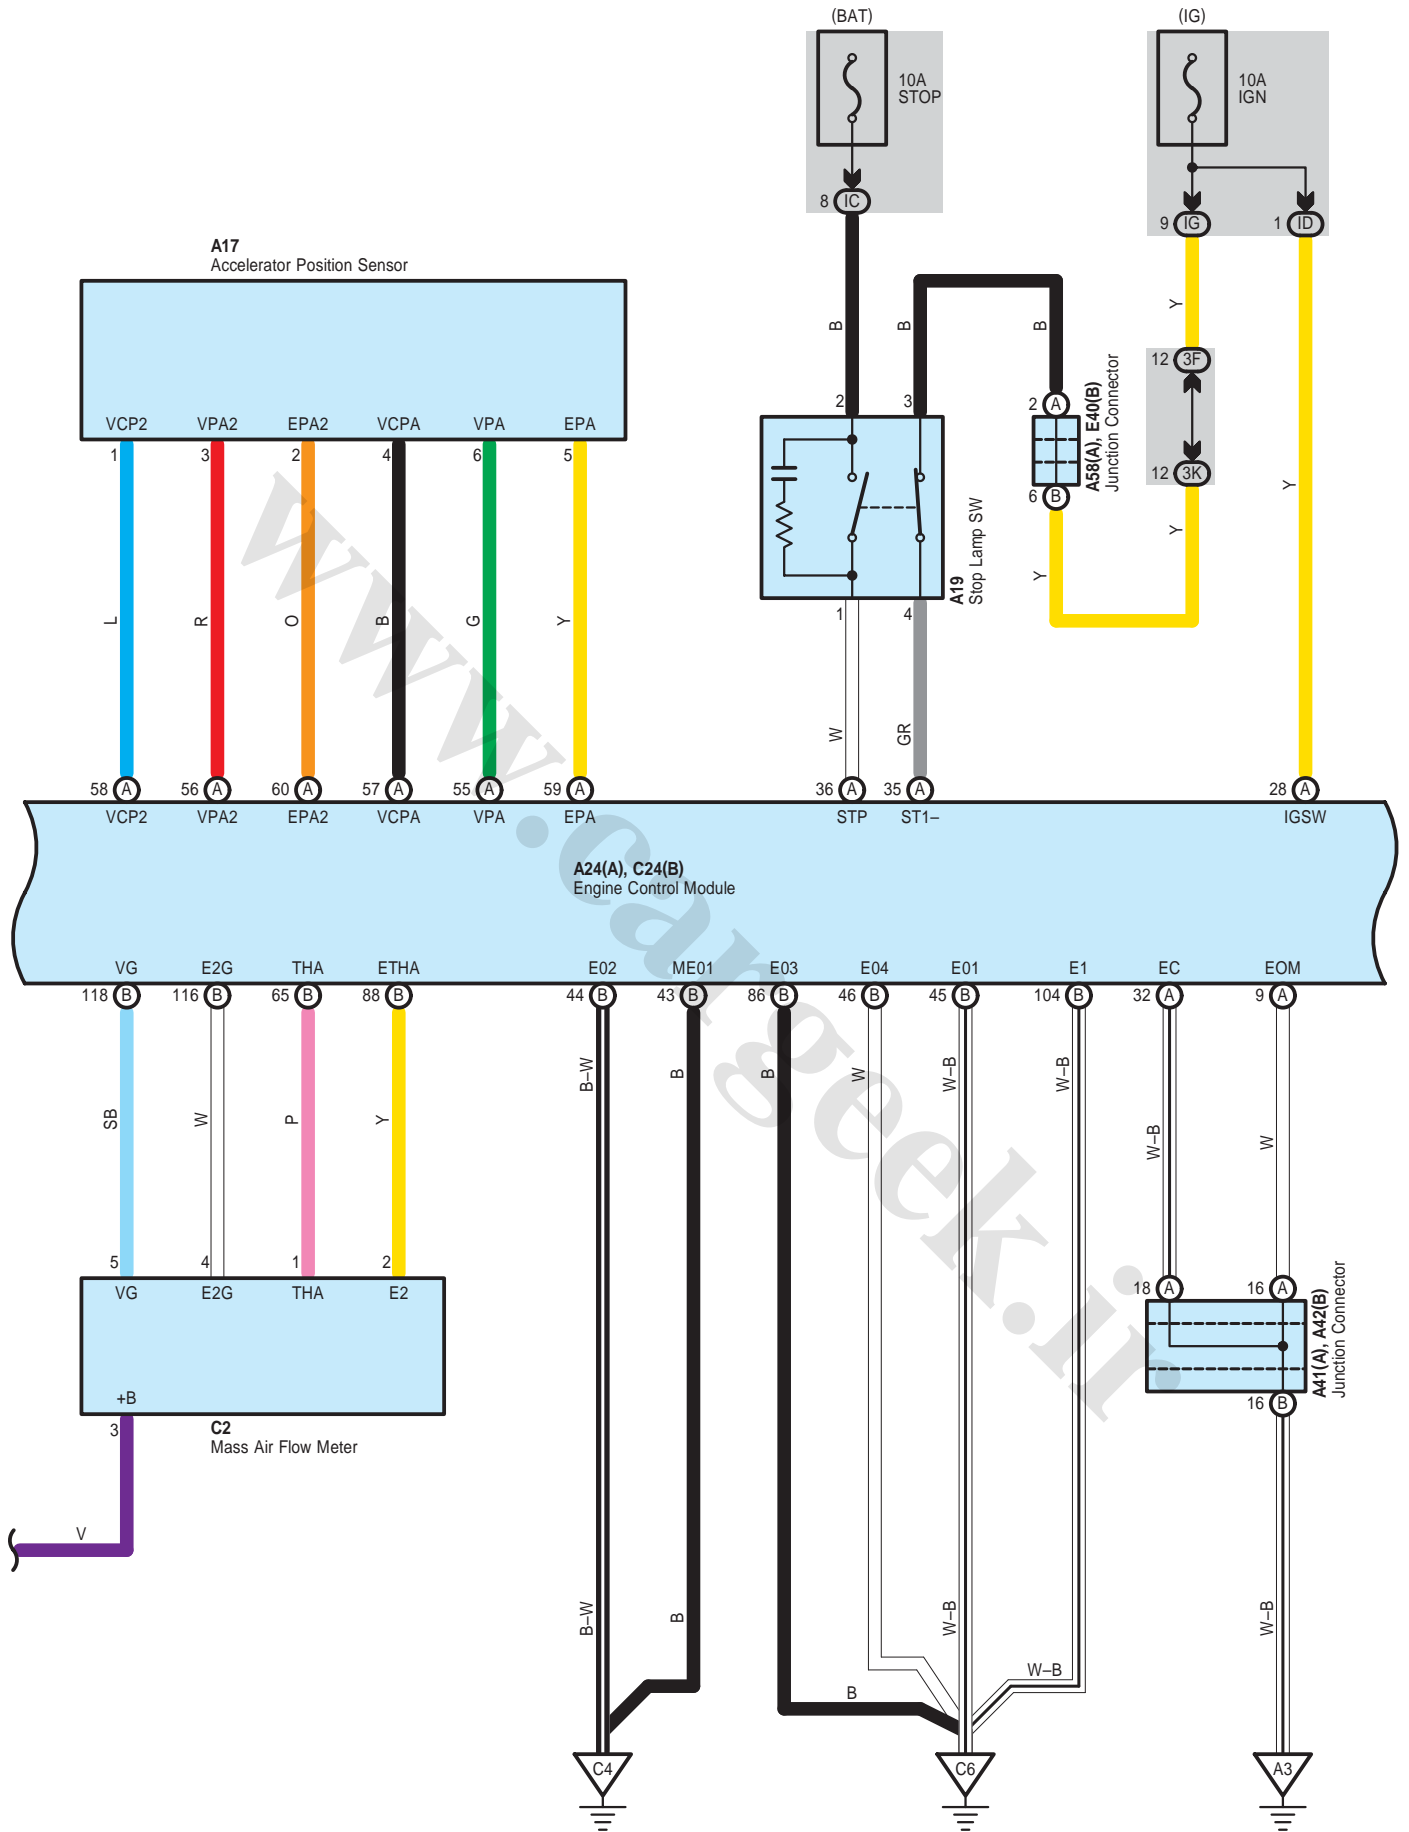 (BAT)
(IG)
10A
STOP
10A
IGN
8 IC
9 IG
1 ID
A17
Accelerator Position Sensor
B
B
B
Y
12 3F
VCP2 VPA2 EPA2 VCPA VPA EPA
1 3 2 4 6 5
2 3
2 A
A58(A), E40(B)
Junction Connector
12 3K
6 B
Y
Y
Y
A19
Stop Lamp SW
1 4
L R O B G Y
W GR
58 A 56 A 60 A 57 A 55 A 59 A 36 A 35 A 28 A
VCP2 VPA2 EPA2 VCPA VPA EPA STP ST1– IGSW
A24(A), C24(B)
Engine Control Module
VG E2G THA ETHA E02 ME01 E03 E04 E01 E1 EC EOM
118 B 116 B 65 B 88 B 44 B 43 B 86 B 46 B 45 B 104 B 32 A 9 A
B–W B B W W–B W–B
SB W P Y W–B W
5 4 1 2
VG E2G THA E2
18 A 16 A
A41(A), A42(B)
Junction Connector
+B
3
16 B
C2
Mass Air Flow Meter
V
B–W B W–B W–B
W–B
B
C4 C6 A3
www.cargeek.ir